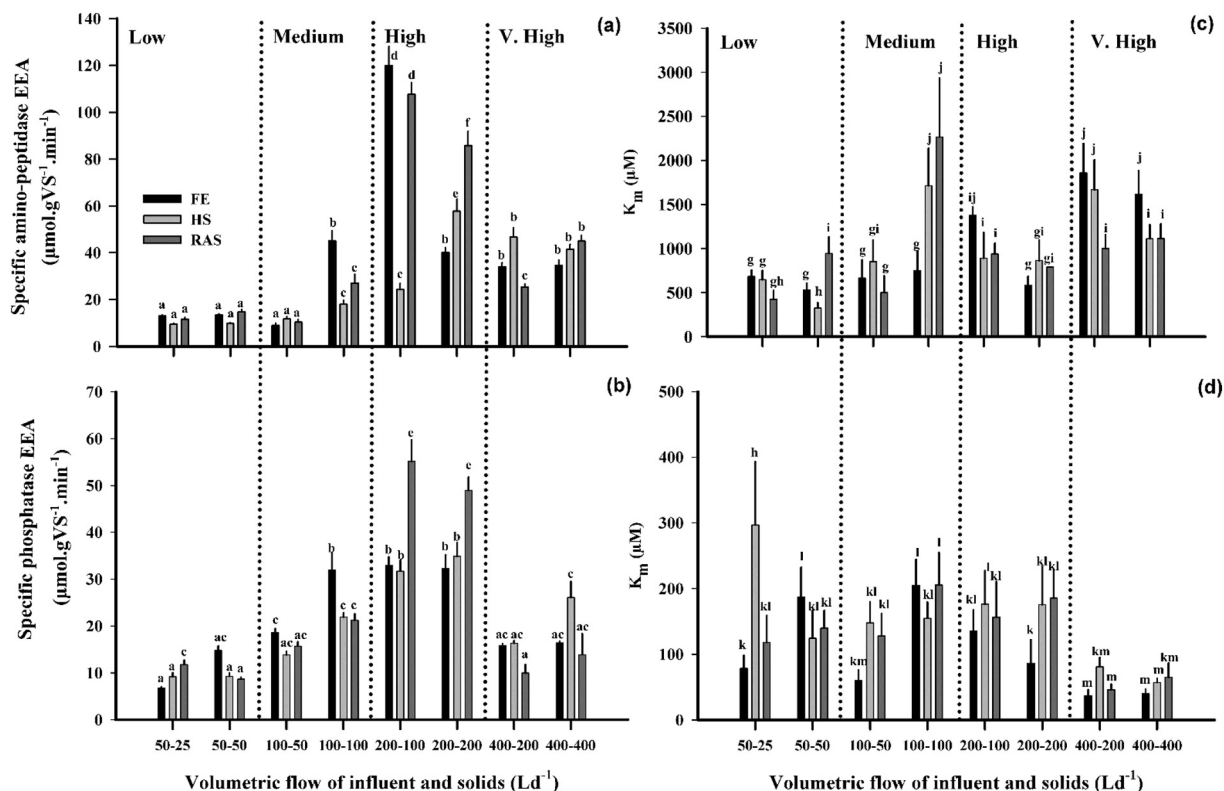 Low Medium High V. High (a)
Specific amino-peptidase EEA
(µmol.gVS⁻¹.min⁻¹)
140
120
100
80
60
40
20
0
FE
HS
RAS
a a a a a a a a a b c c d c d b e f b b c b b b
(c)
Low Medium High V. High
Kₘ (µM)
3500
3000
2500
2000
1500
1000
500
0
g g gh g h i g gi gi g j j ij i i g gi gi j j i j i i
(b)
Specific phosphatase EEA
(µmol.gVS⁻¹.min⁻¹)
70
60
50
40
30
20
10
0
a a c ac a a c ac ac b c c b b e b b e ac ac a ac c ac
50-25 50-50 100-50 100-100 200-100 200-200 400-200 400-400
Volumetric flow of influent and solids (Ld⁻¹)
(d)
Kₘ (µM)
500
400
300
200
100
0
k h kl l kl kl km kl kl l kl l kl l kl k kl kl m km m m m km
50-25 50-50 100-50 100-100 200-100 200-200 400-200 400-400
Volumetric flow of influent and solids (Ld⁻¹)